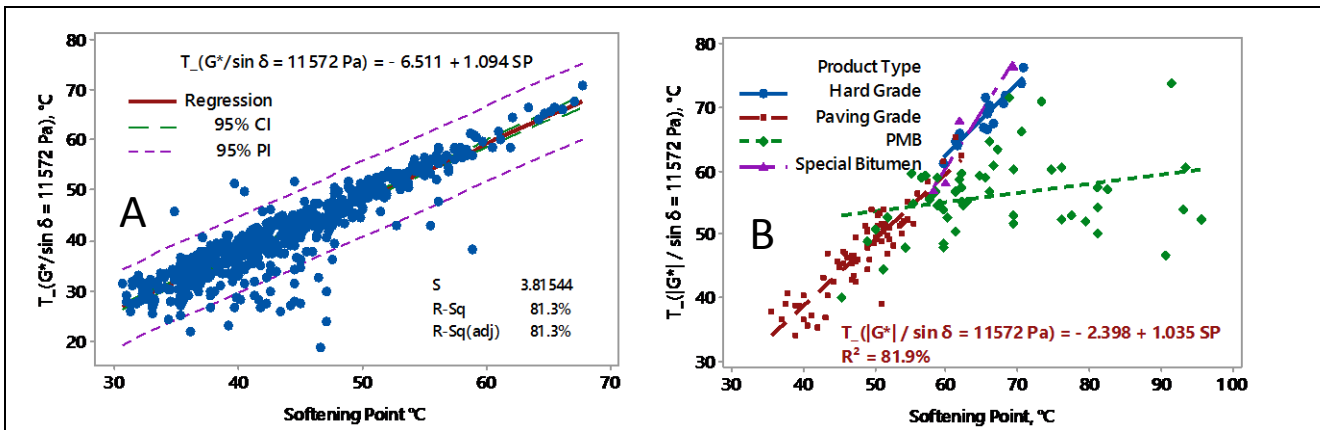 T_(G*/sin δ = 11572 Pa) = - 6.511 + 1.094 SP
Regression
95% CI
95% PI
A
S 3.81544
R-Sq 81.3%
R-Sq(adj) 81.3%
80
70
60
50
40
30
20
30 40 50 60 70
T_(G*/sin δ = 11572 Pa), °C
Softening Point °C
Product Type
Hard Grade
Paving Grade
PMB
Special Bitumen
B
T_(|G*| / sin δ = 11572 Pa) = - 2.398 + 1.035 SP
R² = 81.9%
80
70
60
50
40
30
30 40 50 60 70 80 90 100
T_(|G*| / sin δ = 11572 Pa), °C
Softening Point, °C